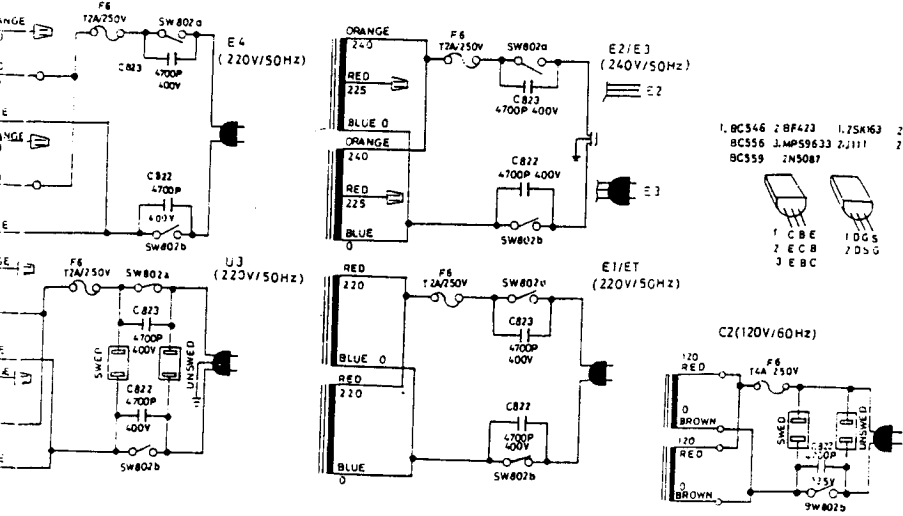 F6
T2A/250V
SW802a
C823
4700P
400V
E4
(220V/50Hz)
C822
4700P
400V
SW802b
ORANGE
240
RED
225
BLUE 0
ORANGE
240
RED
225
BLUE
0
F6
T2A/250V
SW802a
C823
4700P 400V
E2/E3
(240V/50Hz)
E2
E3
C822
4700P 400V
SW802b
1. BC546 2 BF423 1. 2SK163
BC556 3. MPS9633 2. J111
BC559 2N5087
1 C B E
2 E C B
3 E B C
1 D G S
2 D S G
F6
T2A/250V
SW802a
U3
(220V/50Hz)
C823
4700P
400V
SWED
UNSWED
C822
4700P
400V
SW802b
RED
220
BLUE 0
RED
220
BLUE
0
F6
T2A/250V
SW802a
C823
4700P
400V
E1/ET
(220V/50Hz)
C822
4700P
400V
SW802b
C2(120V/60Hz)
120
RED
0
BROWN
120
RED
0
BROWN
F6
T4A 250V
SWED
UNSWED
C822
4700P
125V
SW802b